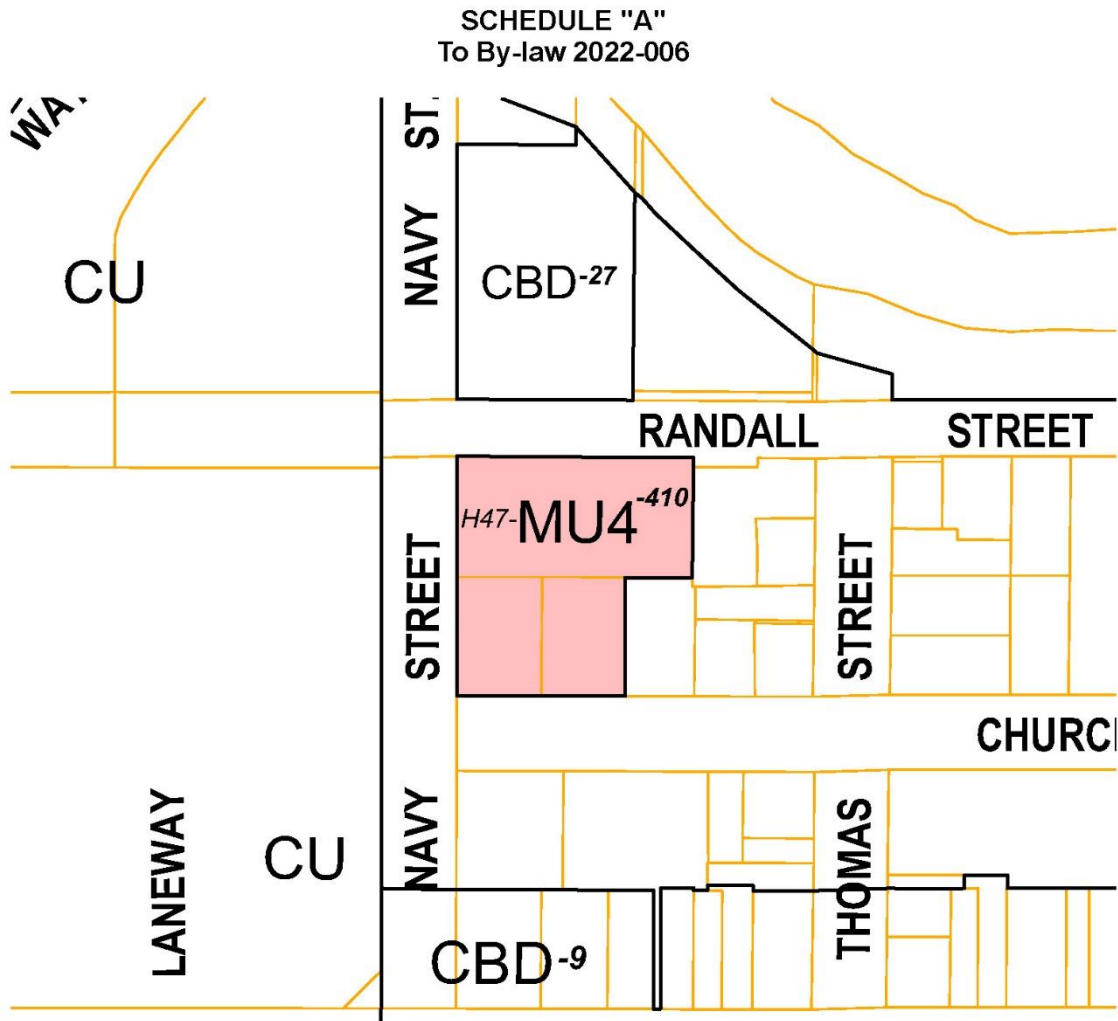 SCHEDULE "A"
To By-law 2022-006
NAVY ST.
CU
CBD-27
RANDALL STREET
H47-MU4-410
STREET
STREET
CHURCH
NAVY
LANEWAY
CU
THOMAS
CBD-9